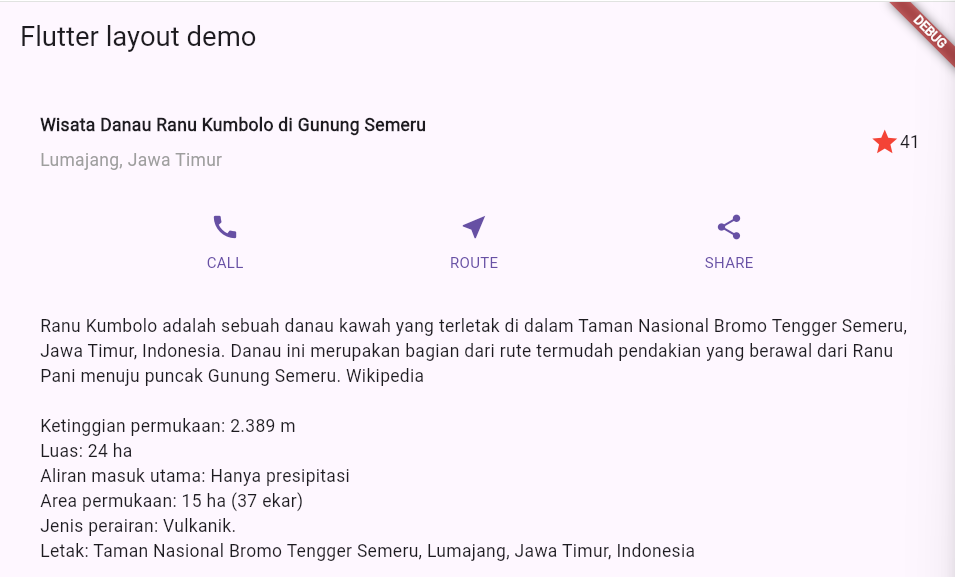 Flutter layout demo
DEBUG
Wisata Danau Ranu Kumbolo di Gunung Semeru
Lumajang, Jawa Timur
41
CALL
ROUTE
SHARE
Ranu Kumbolo adalah sebuah danau kawah yang terletak di dalam Taman Nasional Bromo Tengger Semeru,
Jawa Timur, Indonesia. Danau ini merupakan bagian dari rute termudah pendakian yang berawal dari Ranu
Pani menuju puncak Gunung Semeru. Wikipedia
Ketinggian permukaan: 2.389 m
Luas: 24 ha
Aliran masuk utama: Hanya presipitasi
Area permukaan: 15 ha (37 ekar)
Jenis perairan: Vulkanik.
Letak: Taman Nasional Bromo Tengger Semeru, Lumajang, Jawa Timur, Indonesia